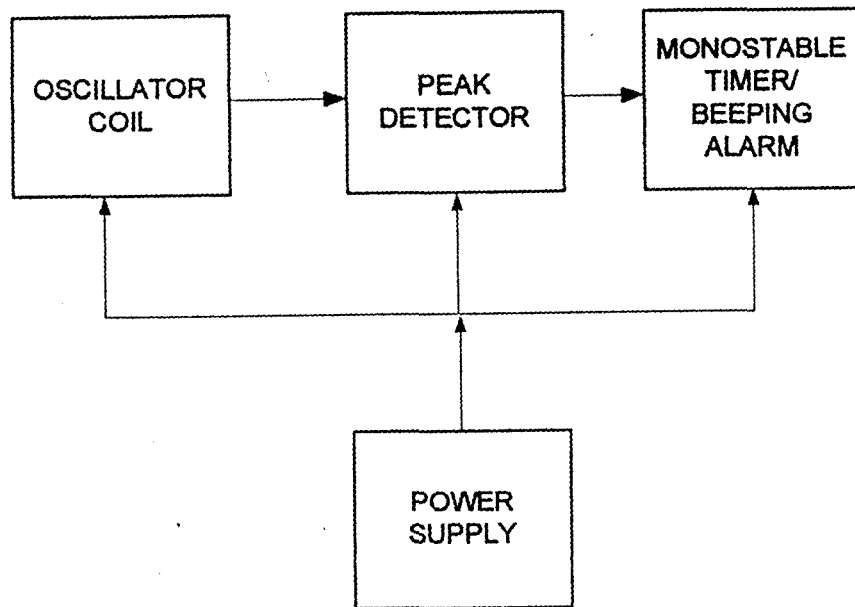 OSCILLATOR
COIL
PEAK
DETECTOR
MONOSTABLE
TIMER/
BEEPING
ALARM
POWER
SUPPLY